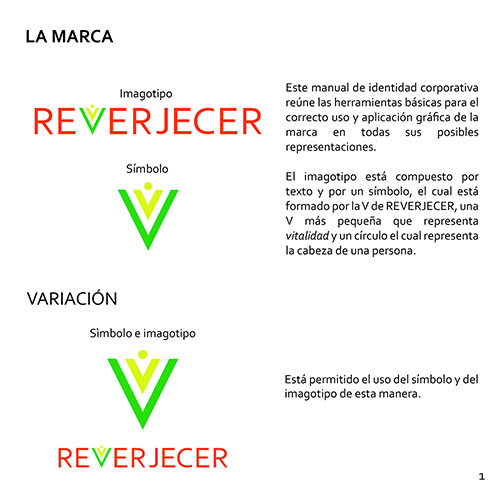 LA MARCA
Imagotipo
REVERJECER
Símbolo
Este manual de identidad corporativa
reúne las herramientas básicas para el
correcto uso y aplicación gráfica de la
marca en todas sus posibles
representaciones.
El imagotipo está compuesto por
texto y por un símbolo, el cual está
formado por la V de REVERJECER, una
V más pequeña que representa
vitalidad y un círculo el cual representa
la cabeza de una persona.
VARIACIÓN
Sìmbolo e imagotipo
REVERJECER
Está permitido el uso del símbolo y del
imagotipo de esta manera.
1